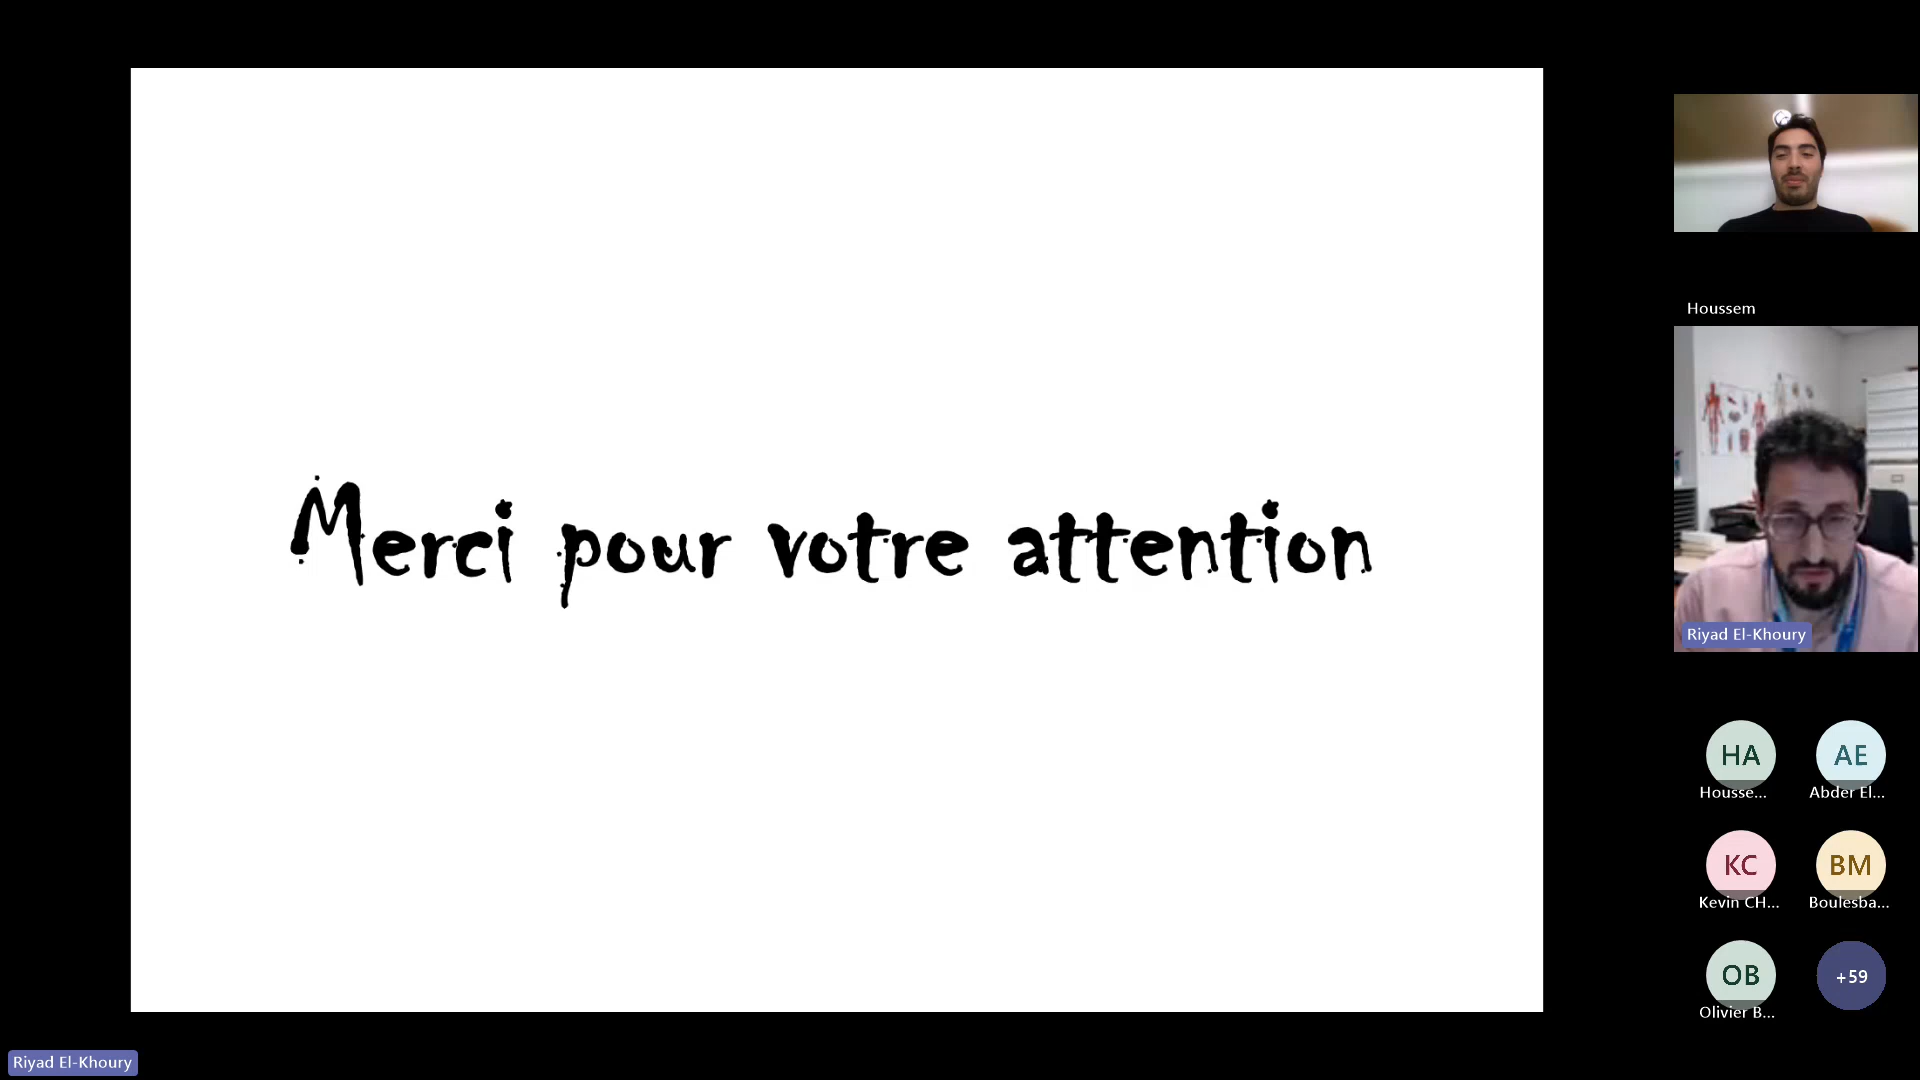 Merci pour votre attention
Houssem
Riyad El-Khoury
HA
Housse...
AE
Abder El...
KC
Kevin CH...
BM
Boulesba...
OB
Olivier B...
+59
Riyad El-Khoury